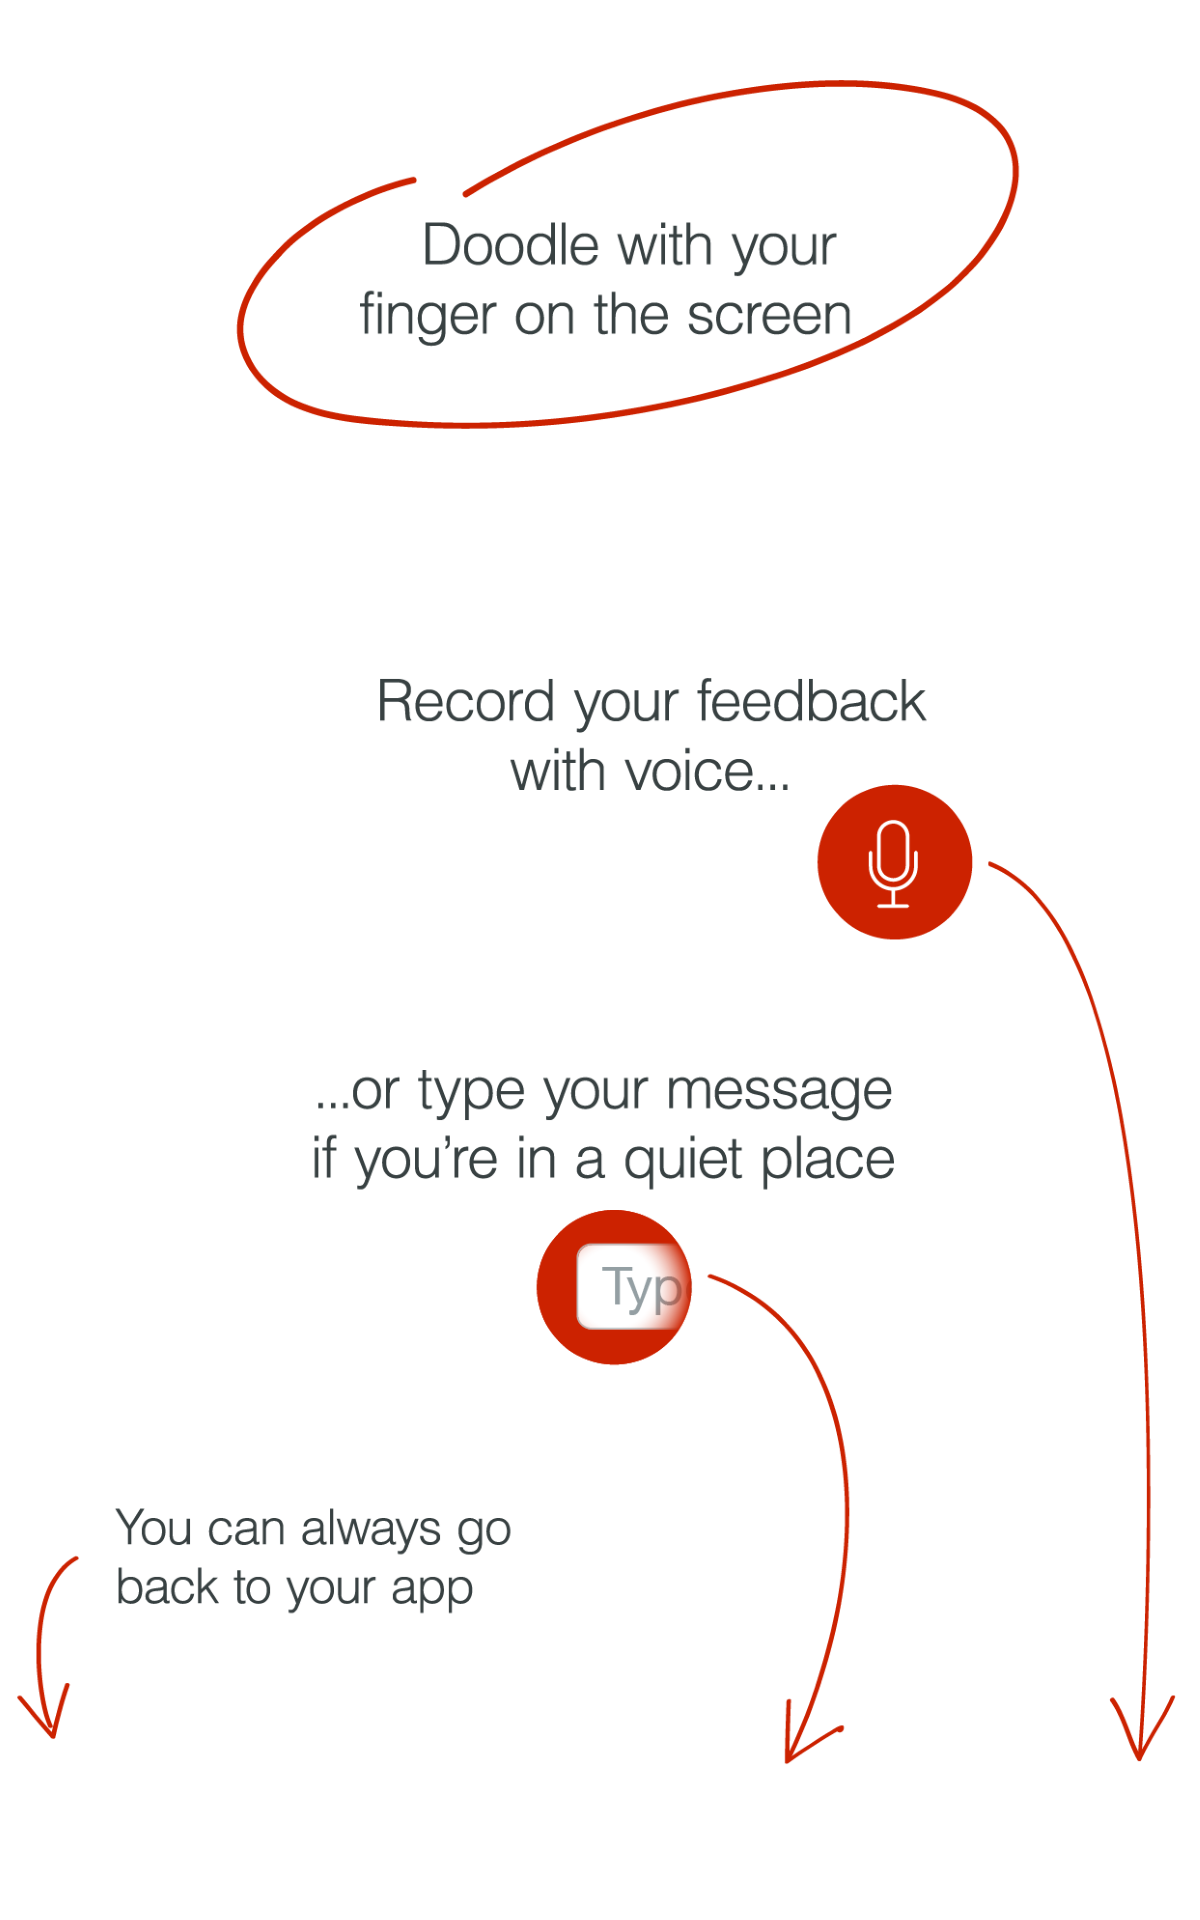 Doodle with your
finger on the screen
Record your feedback
with voice...
...or type your message
if you’re in a quiet place
Typ
You can always go
back to your app